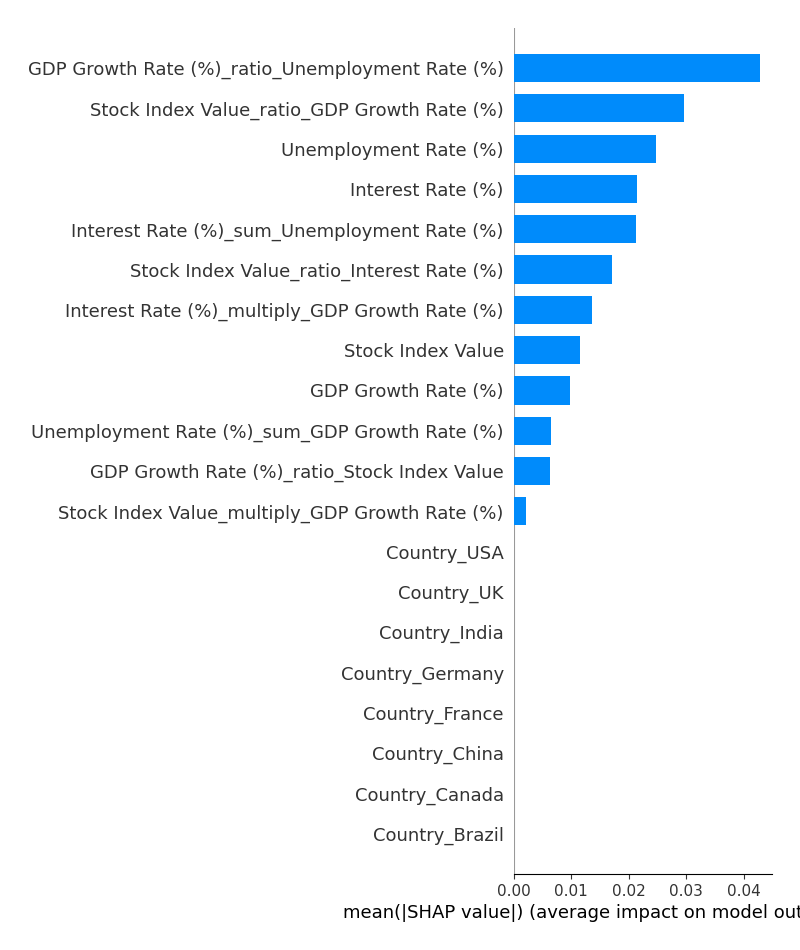 GDP Growth Rate (%)_ratio_Unemployment Rate (%)
Stock Index Value_ratio_GDP Growth Rate (%)
Unemployment Rate (%)
Interest Rate (%)
Interest Rate (%)_sum_Unemployment Rate (%)
Stock Index Value_ratio_Interest Rate (%)
Interest Rate (%)_multiply_GDP Growth Rate (%)
Stock Index Value
GDP Growth Rate (%)
Unemployment Rate (%)_sum_GDP Growth Rate (%)
GDP Growth Rate (%)_ratio_Stock Index Value
Stock Index Value_multiply_GDP Growth Rate (%)
Country_USA
Country_UK
Country_India
Country_Germany
Country_France
Country_China
Country_Canada
Country_Brazil
0.00 0.01 0.02 0.03 0.04
mean(|SHAP value|) (average impact on model out